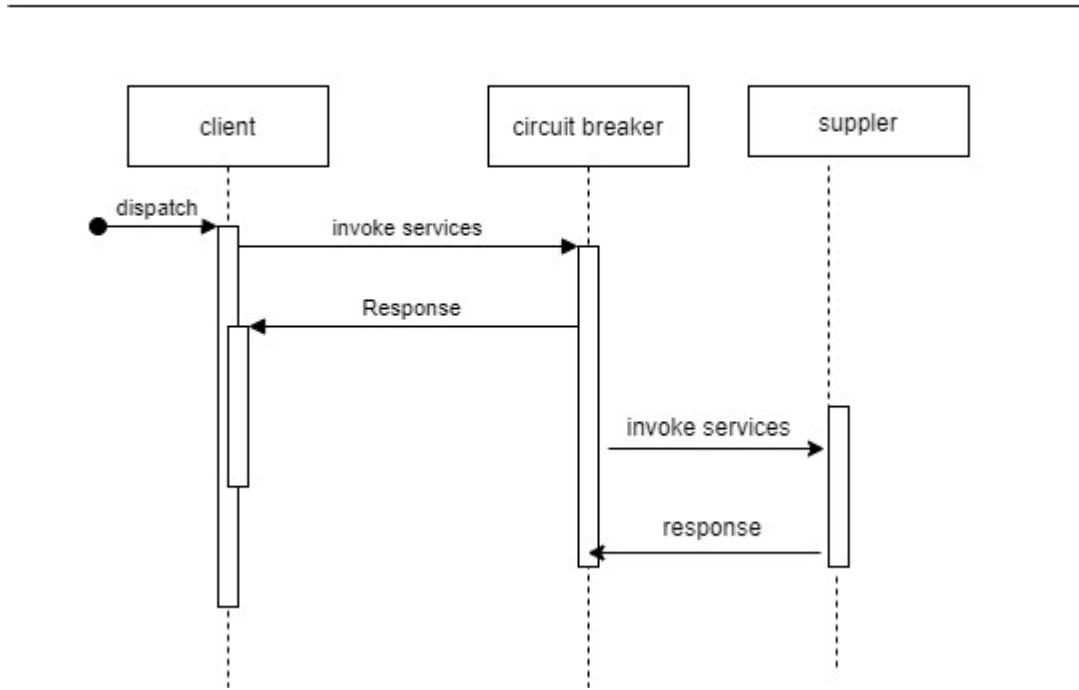 client
circuit breaker
suppler
dispatch
invoke services
Response
invoke services
response